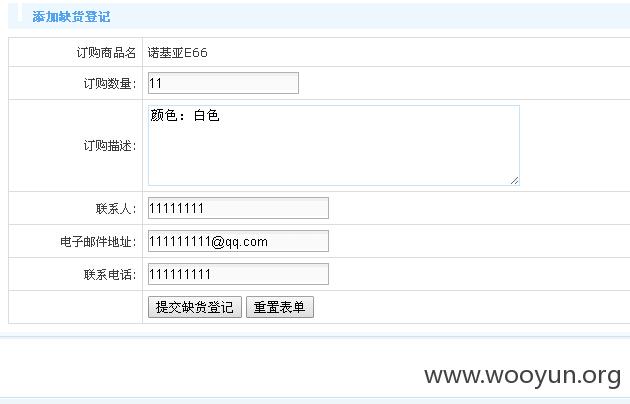 添加缺货登记
订购商品名 诺基亚E66
订购数量: 11
订购描述: 颜色：白色
联系人: 11111111
电子邮件地址: 111111111@qq.com
联系电话: 111111111
提交缺货登记 重置表单
www.wooyun.org